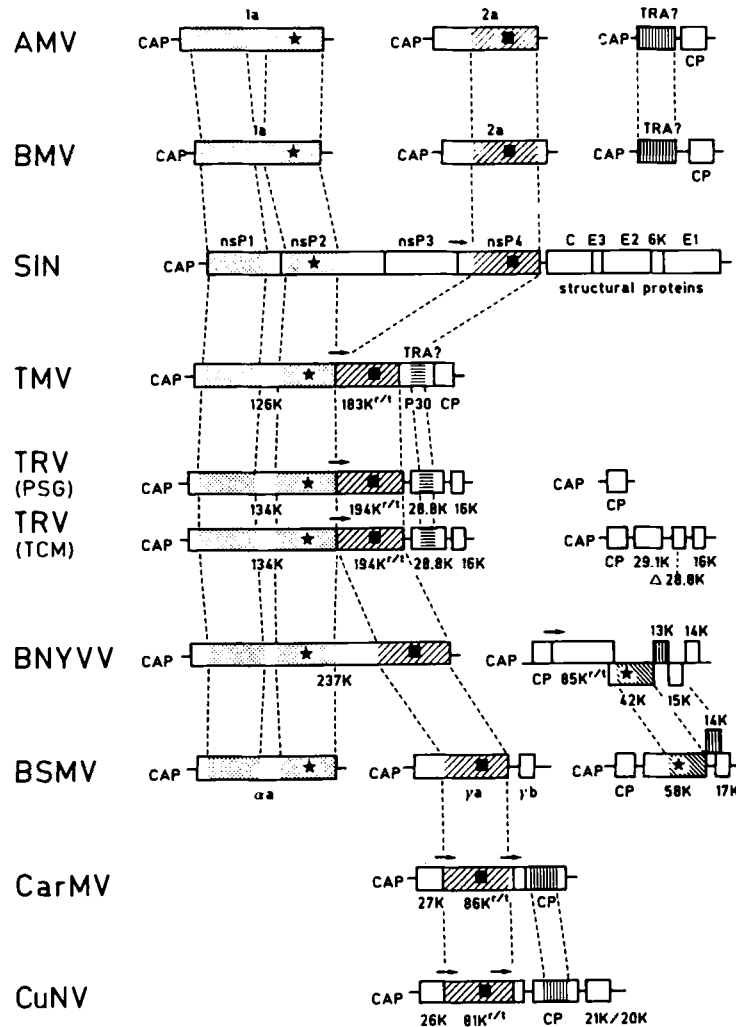 1a 2a TRA?
AMV CAP CAP CAP
CP
1a 2a TRA?
BMV CAP CAP CAP
CP
nsP1 nsP2 nsP3 nsP4 C E3 E2 6K E1
SIN CAP
structural proteins
TRA?
TMV CAP
126K 183K r/t P30 CP
TRV
(PSG) CAP CAP
134K 194K r/t 28.8K 16K CP
TRV
(TCM) CAP CAP
134K 194K r/t 28.8K 16K CP 29.1K 16K
Δ 28.8K
13K 14K
BNYVV CAP CAP
237K CP 85K r/t 42K 15K
14K
BSMV CAP CAP CAP
αa γa γb CP 58K 17K
CarMV CAP
27K 86K r/t CP
CuNV CAP
26K 81K r/t CP 21K/20K